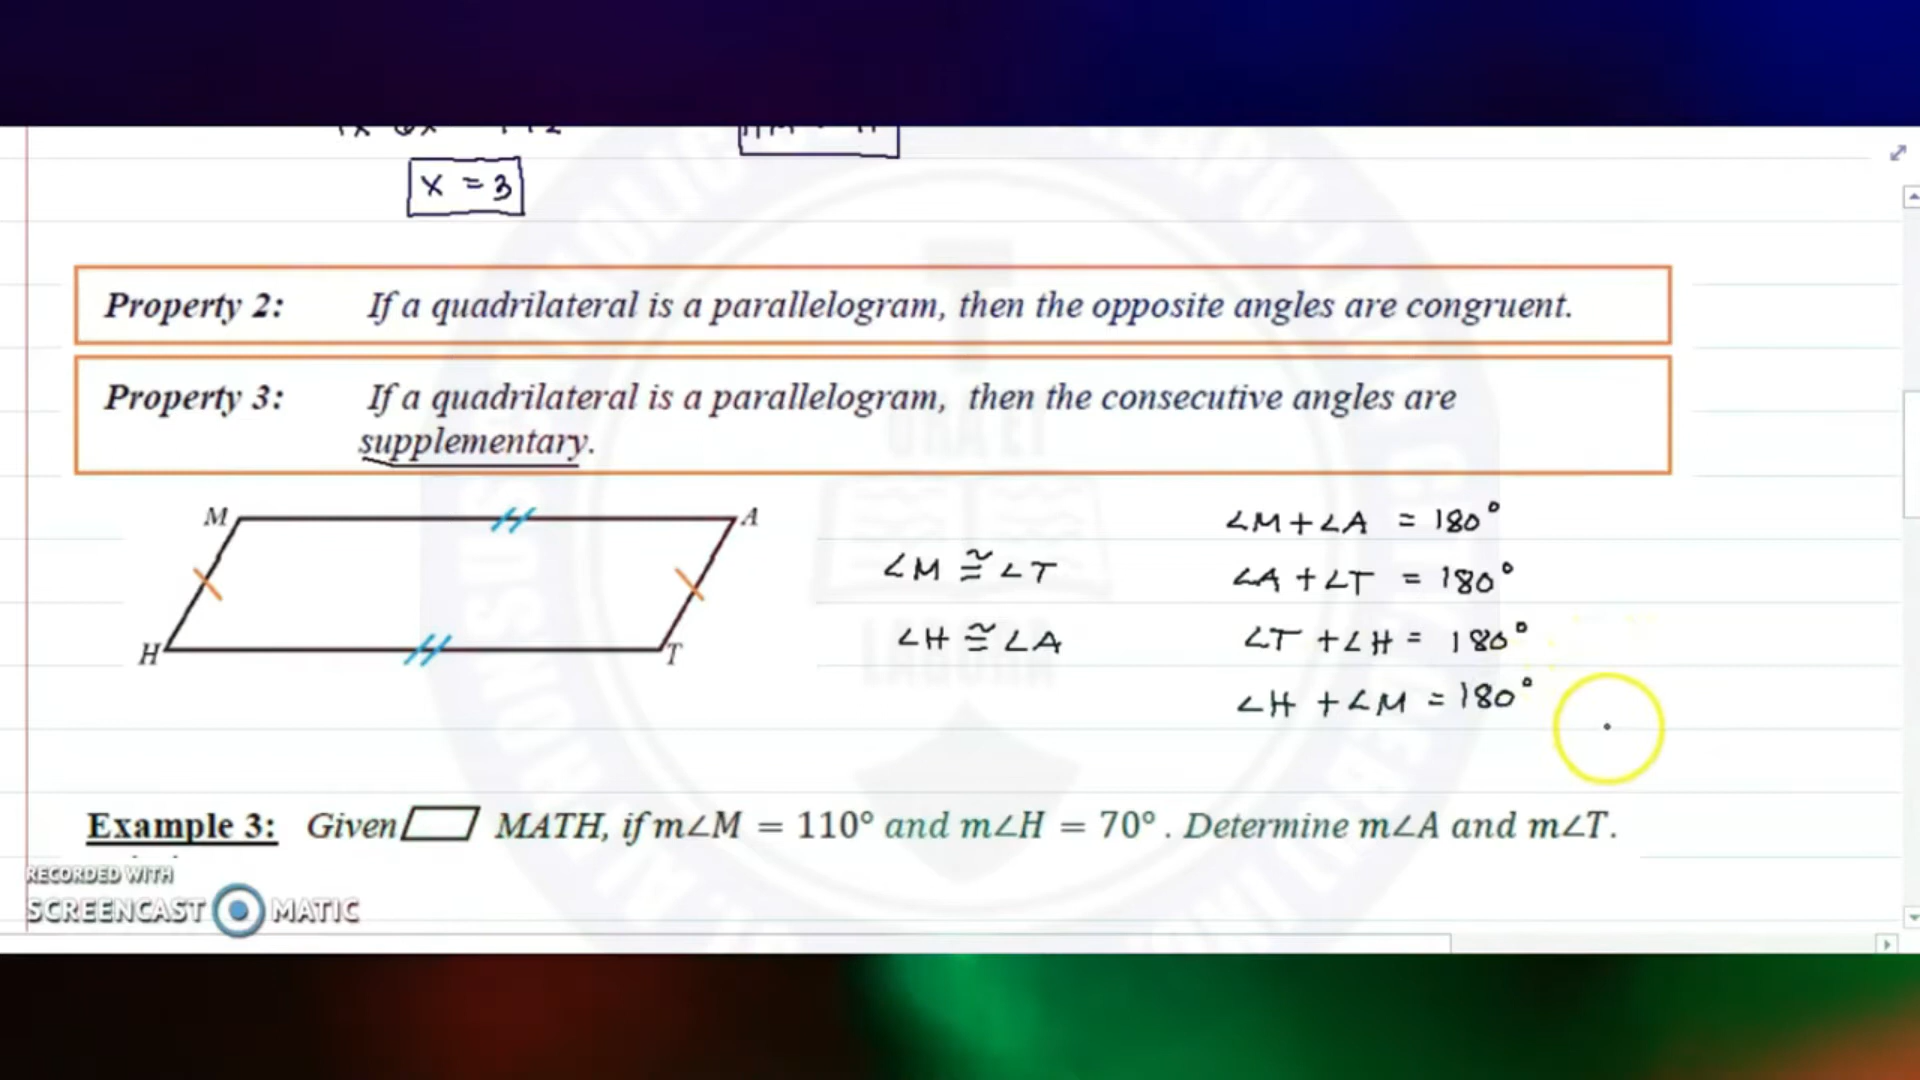 x = 3
Property 2: If a quadrilateral is a parallelogram, then the opposite angles are congruent.
Property 3: If a quadrilateral is a parallelogram, then the consecutive angles are
supplementary.
M A
H T
∠M ≅ ∠T
∠H ≅ ∠A
∠M + ∠A = 180°
∠A + ∠T = 180°
∠T + ∠H = 180°
∠H + ∠M = 180°
Example 3: Given ▱ MATH, if m∠M = 110° and m∠H = 70° . Determine m∠A and m∠T.
RECORDED WITH
SCREENCAST MATIC